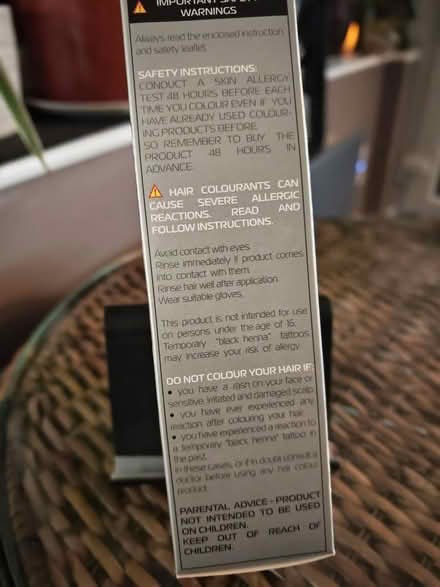 IMPORTANT SAFETY
WARNINGS
Always read the enclosed instruction
and safety leaflet.
SAFETY INSTRUCTIONS:
CONDUCT A SKIN ALLERGY
TEST 48 HOURS BEFORE EACH
TIME YOU COLOUR EVEN IF YOU
HAVE ALREADY USED COLOUR-
ING PRODUCTS BEFORE.
SO REMEMBER TO BUY THE
PRODUCT 48 HOURS IN
ADVANCE.
HAIR COLOURANTS CAN
CAUSE SEVERE ALLERGIC
REACTIONS. READ AND
FOLLOW INSTRUCTIONS.
Avoid contact with eyes.
Rinse immediately if product comes
into contact with them.
Rinse hair well after application.
Wear suitable gloves.
This product is not intended for use
on persons under the age of 16.
Temporary "black henna" tattoos
may increase your risk of allergy.
DO NOT COLOUR YOUR HAIR IF:
• you have a rash on your face or
sensitive, irritated and damaged scalp.
• you have ever experienced any
reaction after colouring your hair.
• you have experienced a reaction to
a temporary "black henna" tattoo in
the past.
In these cases, or if in doubt consult a
doctor before using any hair colour
product.
PARENTAL ADVICE - PRODUCT
NOT INTENDED TO BE USED
ON CHILDREN.
KEEP OUT OF REACH OF
CHILDREN.